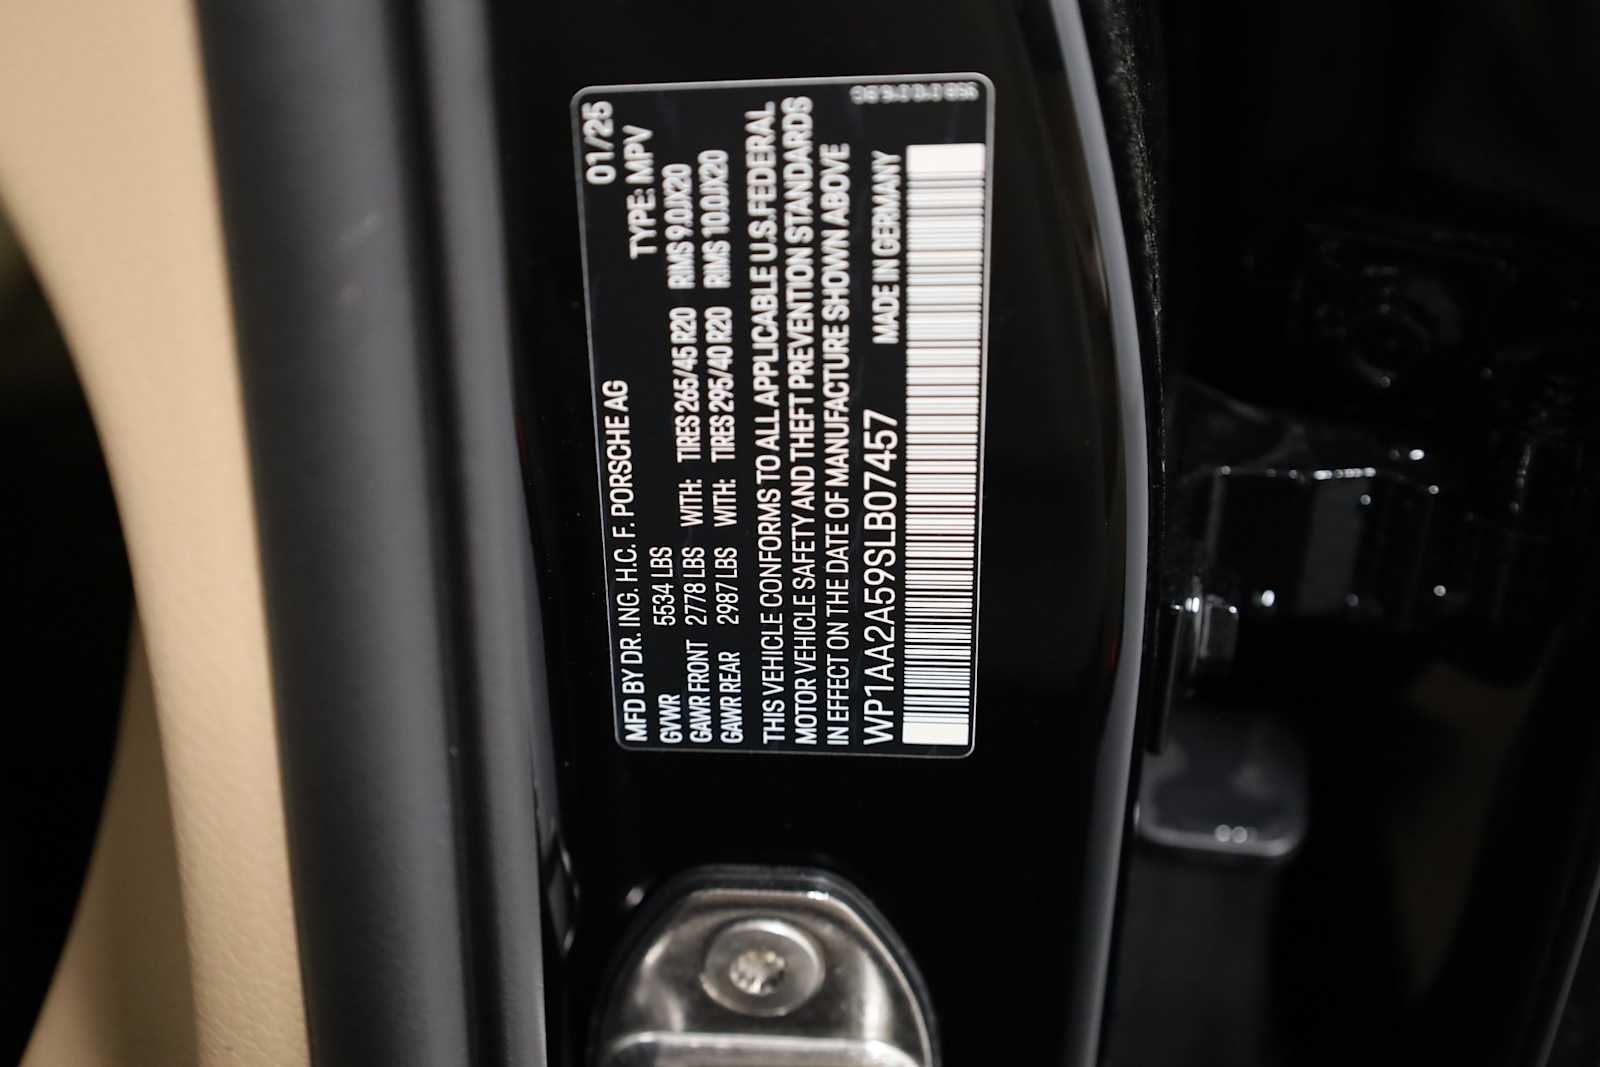 01/25
MFD BY DR. ING. H.C. F. PORSCHE AG TYPE: MPV
GVWR 5534 LBS
GAWR FRONT 2778 LBS WITH: TIRES 265/45 R20 RIMS 9.0JX20
GAWR REAR 2987 LBS WITH: TIRES 295/40 R20 RIMS 10.0JX20
THIS VEHICLE CONFORMS TO ALL APPLICABLE U.S. FEDERAL
MOTOR VEHICLE SAFETY AND THEFT PREVENTION STANDARDS
IN EFFECT ON THE DATE OF MANUFACTURE SHOWN ABOVE
WP1AA2A59SLB07457 MADE IN GERMANY